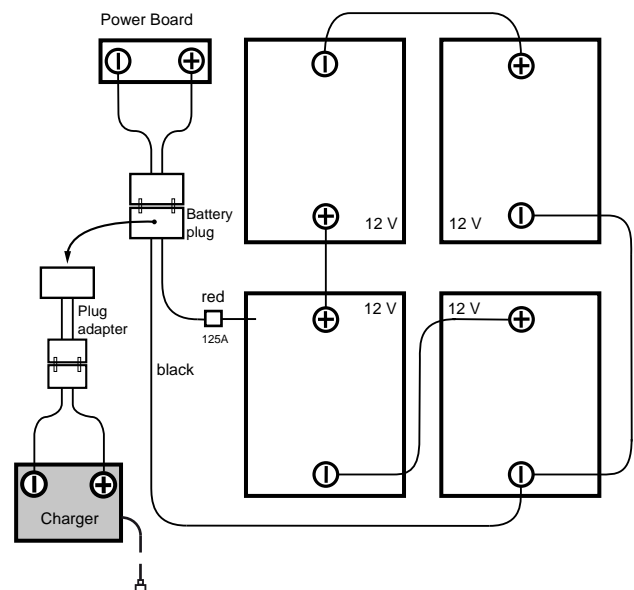 Power Board
12 V
12 V
Battery
plug
red
125A
12 V
12 V
Plug
adapter
black
Charger